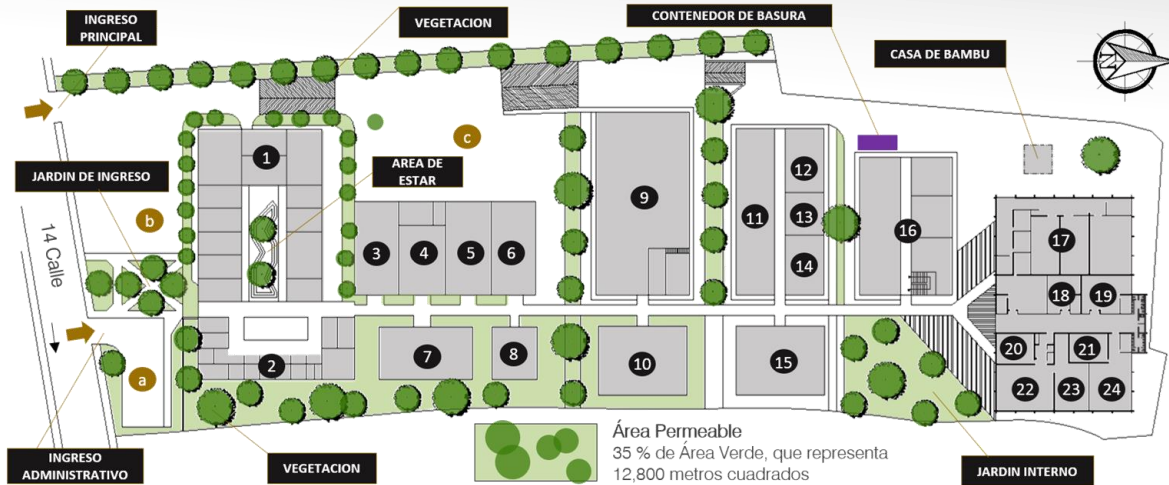 INGRESO
PRINCIPAL
VEGETACION
CONTENEDOR DE BASURA
CASA DE BAMBU
N
JARDIN DE INGRESO
AREA DE
ESTAR
14 Calle
a
b
c
1
2
3
4
5
6
7
8
9
10
11
12
13
14
15
16
17
18
19
20
21
22
23
24
INGRESO
ADMINISTRATIVO
VEGETACION
Área Permeable
35 % de Área Verde, que representa
12,800 metros cuadrados
JARDIN INTERNO